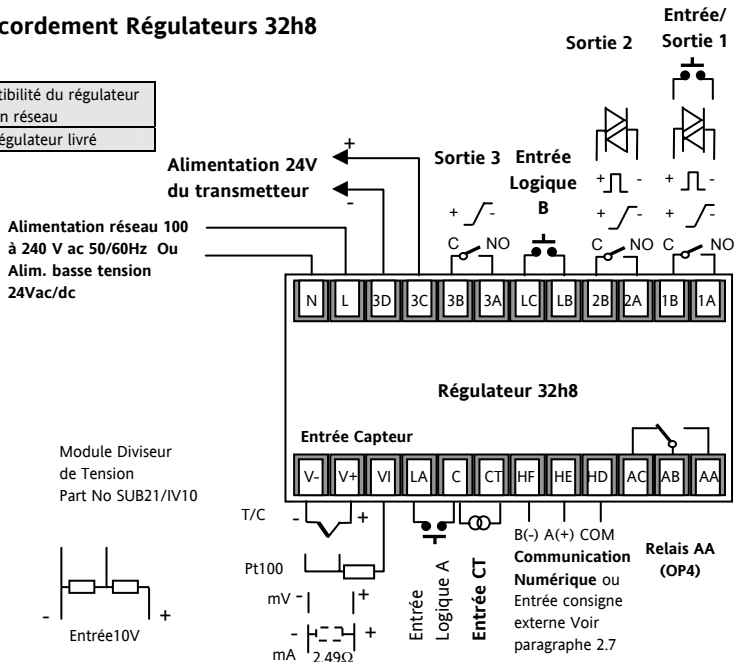 cordement Régulateurs 32h8
tibilité du régulateur
n réseau
égulateur livré
Entrée/
Sortie 1
Sortie 2
Alimentation 24V
du transmetteur
+
-
Sortie 3
Entrée
Logique
B
+ -
+ -
+ -
+ -
+ -
C NO
C NO
C NO
Alimentation réseau 100
à 240 V ac 50/60Hz Ou
Alim. basse tension
24Vac/dc
N L 3D 3C 3B 3A LC LB 2B 2A 1B 1A
Régulateur 32h8
Entrée Capteur
V- V+ VI LA C CT HF HE HD AC AB AA
Module Diviseur
de Tension
Part No SUB21/IV10
- +
Entrée10V
T/C - +
Pt100
mV - +
- +
mA 2.49Ω
Entrée
Logique A
Entrée CT
B(-) A(+) COM
Communication
Numérique ou
Entrée consigne
externe Voir
paragraphe 2.7
Relais AA
(OP4)